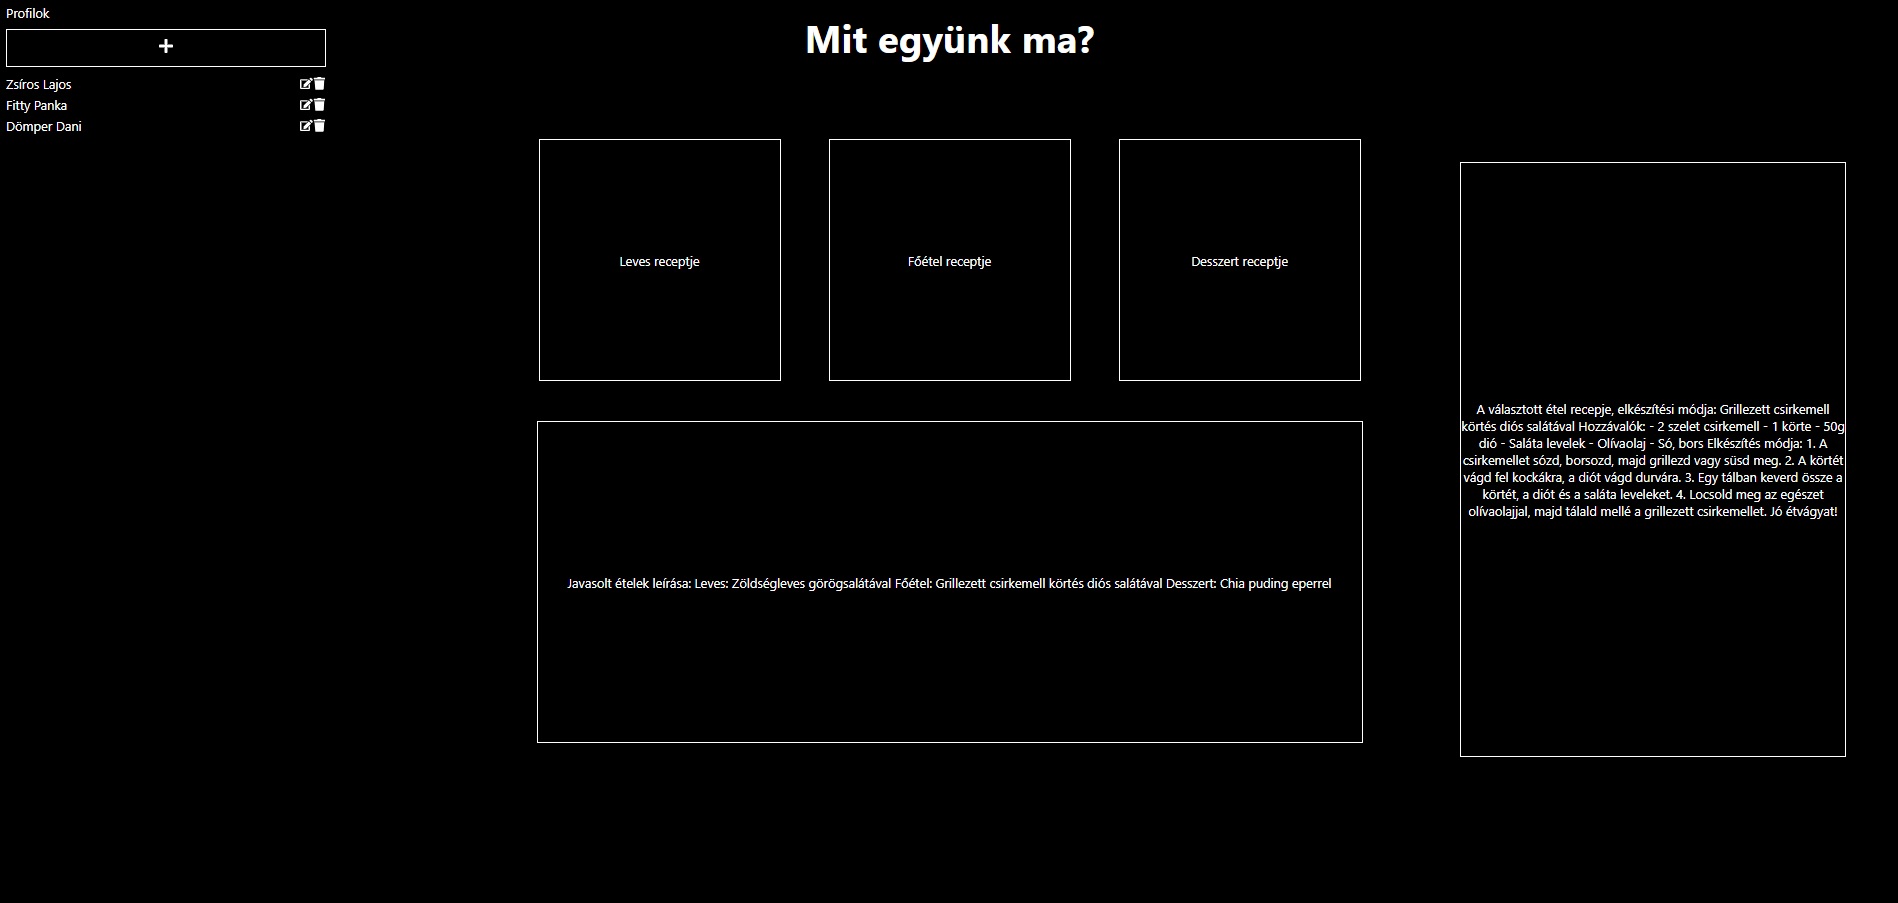 Profilok
Mit együnk ma?
Zsíros Lajos
Fitty Panka
Dömper Dani
Leves receptje
Főétel receptje
Desszert receptje
A választott étel recepje, elkészítési módja: Grillezett csirkemell
körtés diós salátával Hozzávalók: - 2 szelet csirkemell - 1 körte - 50g
dió - Saláta levelek - Olívaolaj - Só, bors Elkészítés módja: 1. A
csirkemellet sózd, borsozd, majd grillezd vagy süsd meg. 2. A körtét
vágd fel kockákra, a diót vágd durvára. 3. Egy tálban keverd össze a
körtét, a diót és a saláta leveleket. 4. Locsold meg az egészet
olívaolajjal, majd tálald mellé a grillezett csirkemellet. Jó étvágyat!
Javasolt ételek leírása: Leves: Zöldségleves görögsalátával Főétel: Grillezett csirkemell körtés diós salátával Desszert: Chia puding eperrel